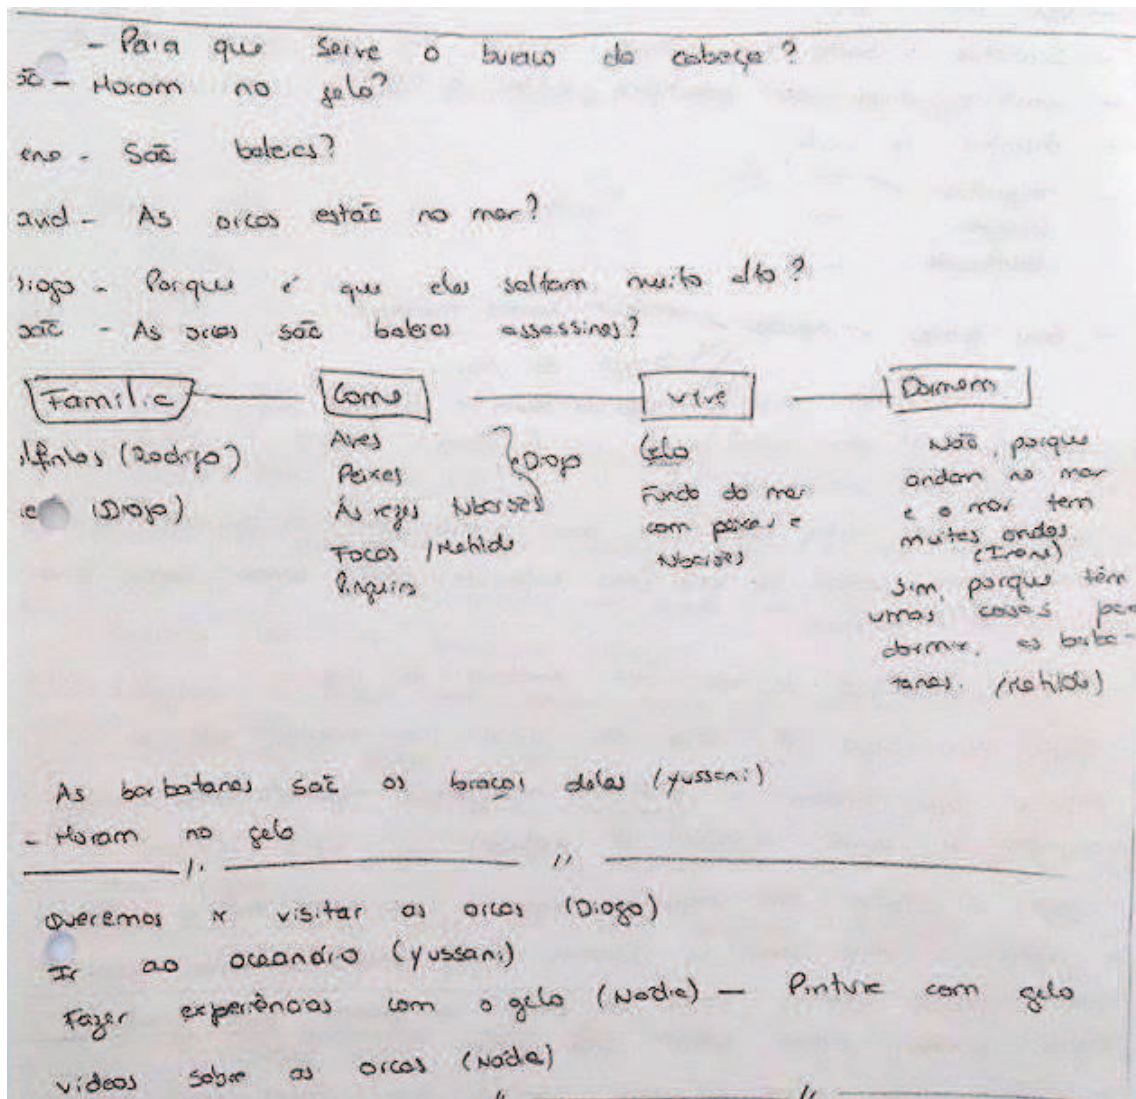 - Para que serve o buraco da cabeça?
- Moram no gelo?
- São baleias?
- As orcas estão no mar?
- Porque é que elas saltam muito alto?
- As orcas são baleias assassinas?
Família Come Vive Dormem
(Rodrigo)
(Diogo)
Aves
Peixes
Às vezes tubarões
Focas / Matilde
Pinguins
Diogo
Gelo
Fundo do mar
com peixes e
tubarões
Não, porque
andam no mar
e o mar tem
muitas ondas.
(Irene)
Sim, porque têm
umas coisas
dormir, as barba-
tanas. (Matilde)
As barbatanas são os braços delas (Yussani)
- Moram no gelo
Queremos ir visitar as orcas (Diogo)
Ir ao oceanário (Yussani)
Fazer experiências com o gelo (Nádia) — Pintura com gelo
vídeos sobre as orcas (Nádia)